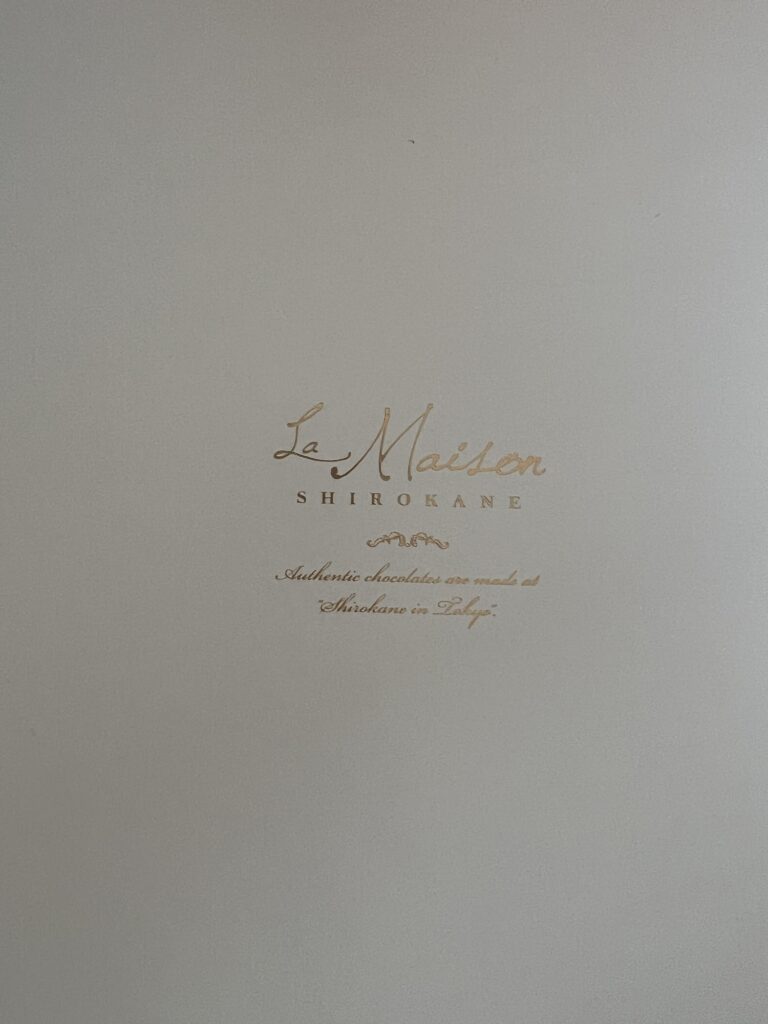 La Maison
SHIROKANE
Authentic chocolates are made at
"Shirokane in Tokyo".